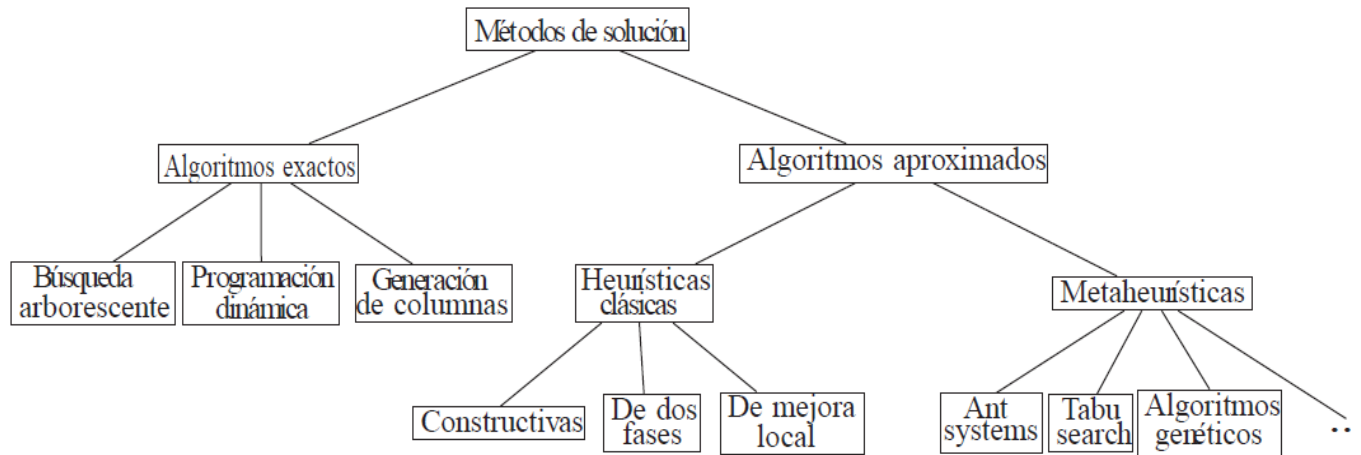 Métodos de solución
Algoritmos exactos
Algoritmos aproximados
Búsqueda
arborescente
Programación
dinámica
Generación
de columnas
Heurísticas
clásicas
Metaheurísticas
Constructivas
De dos
fases
De mejora
local
Ant
systems
Tabu
search
Algoritmos
genéticos
..